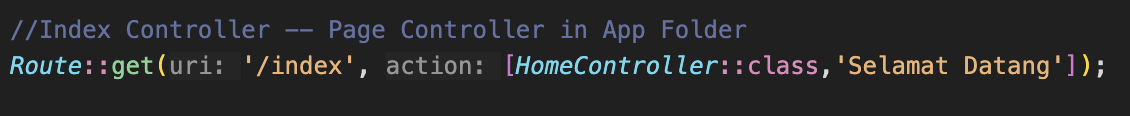 //Index Controller -- Page Controller in App Folder
Route::get(uri: '/index', action: [HomeController::class,'Selamat Datang']);